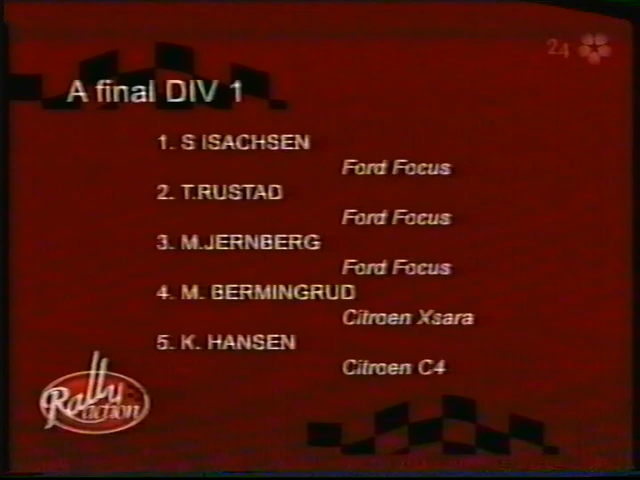 24
A final DIV 1
1. S ISACHSEN
Ford Focus
2. T.RUSTAD
Ford Focus
3. M.JERNBERG
Ford Focus
4. M. BERMINGRUD
Citroen Xsara
5. K. HANSEN
Citroen C4
Rally
action